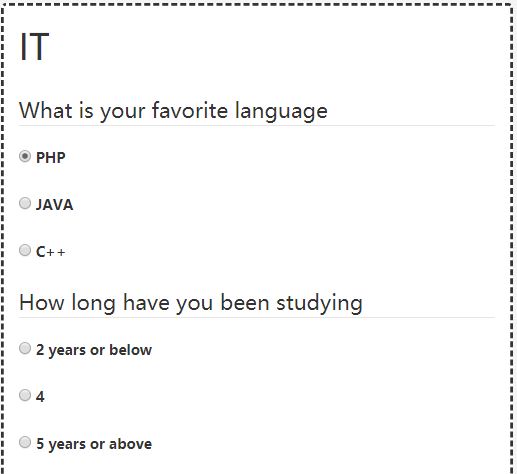 IT
What is your favorite language
PHP
JAVA
C++
How long have you been studying
2 years or below
4
5 years or above